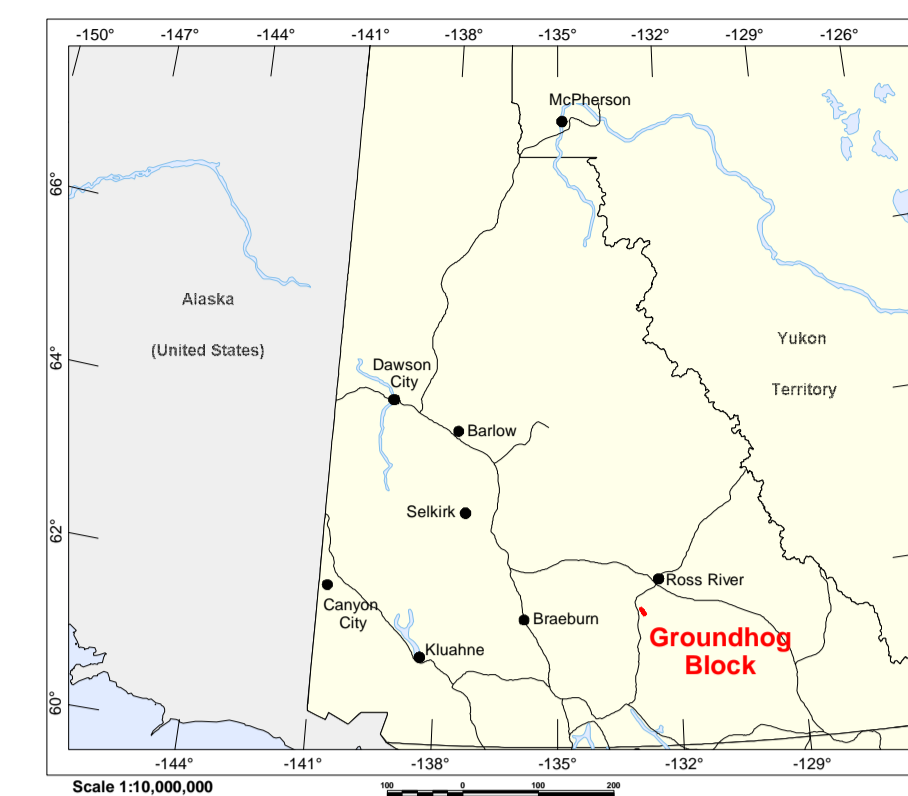 -150° -147° -144° -141° -138° -135° -132° -129° -126°
McPherson
66°
Alaska
(United States)
Yukon
Territory
64°
Dawson
City
Barlow
Selkirk
62°
Ross River
Canyon
City
Braeburn
Groundhog
Block
Kluahne
60°
-144° -141° -138° -135° -132° -129°
Scale 1:10,000,000
100 0 100 200